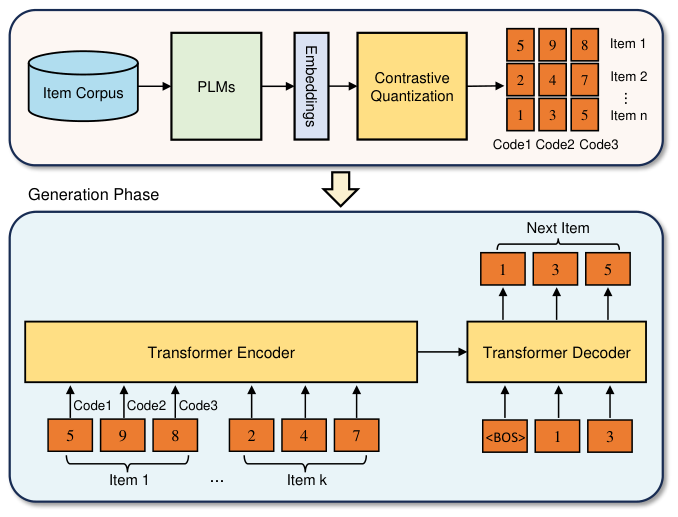 Item Corpus
PLMs
Embeddings
Contrastive
Quantization
5 9 8 Item 1
2 4 7 Item 2
⋮
1 3 5 Item n
Code1 Code2 Code3
Generation Phase
Next Item
1 3 5
Transformer Encoder
Transformer Decoder
Code1 Code2 Code3
5 9 8 2 4 7
<BOS> 1 3
Item 1 ... Item k